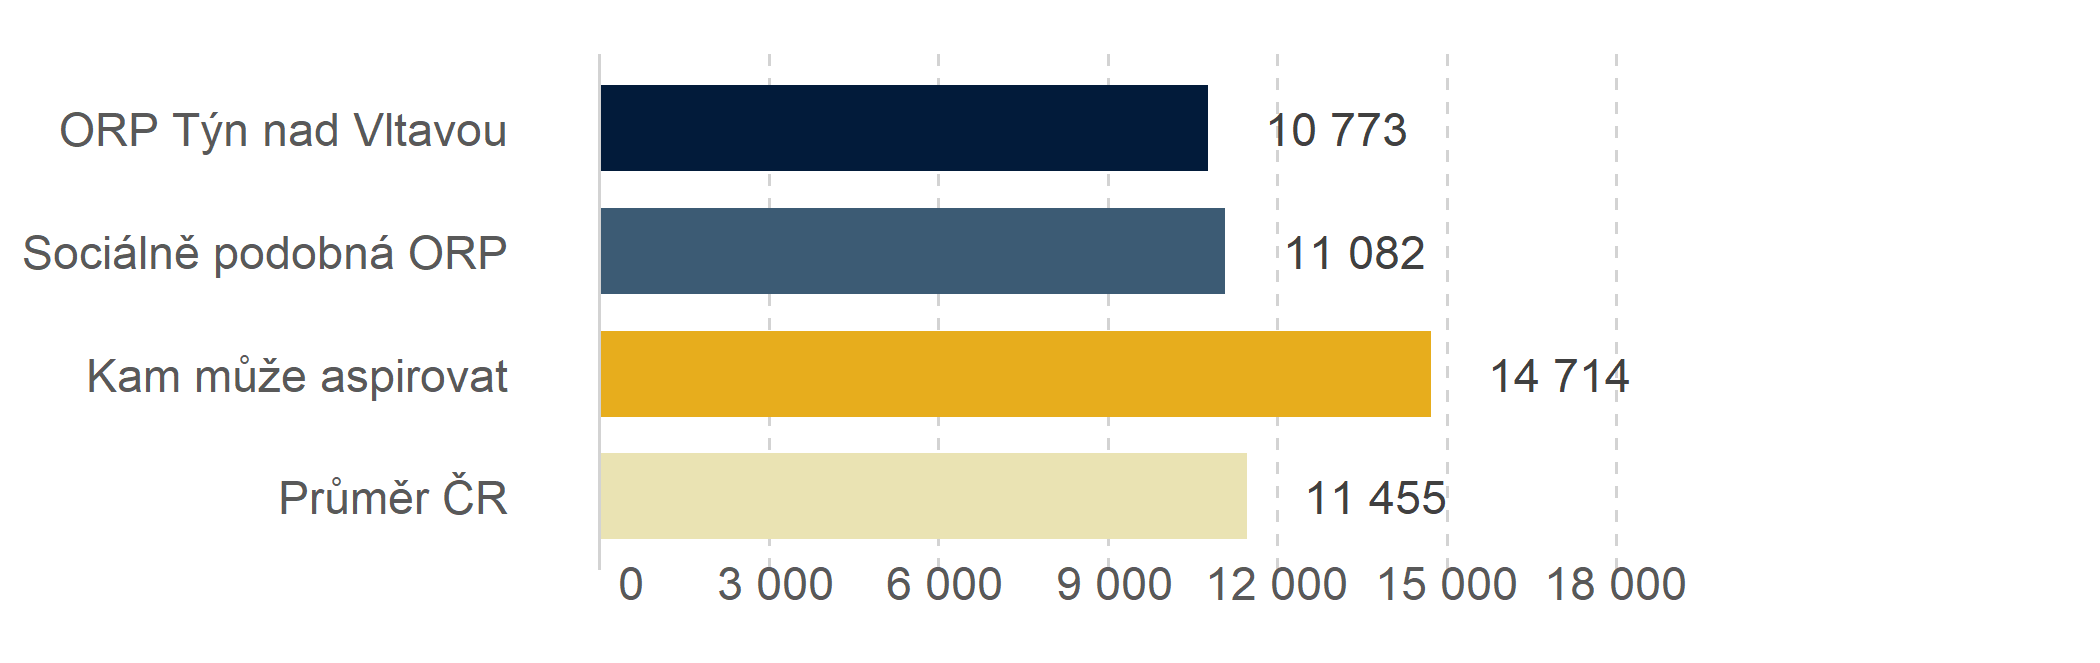 ORP Týn nad Vltavou 10 773
Sociálně podobná ORP 11 082
Kam může aspirovat 14 714
Průměr ČR 11 455
0 3 000 6 000 9 000 12 000 15 000 18 000